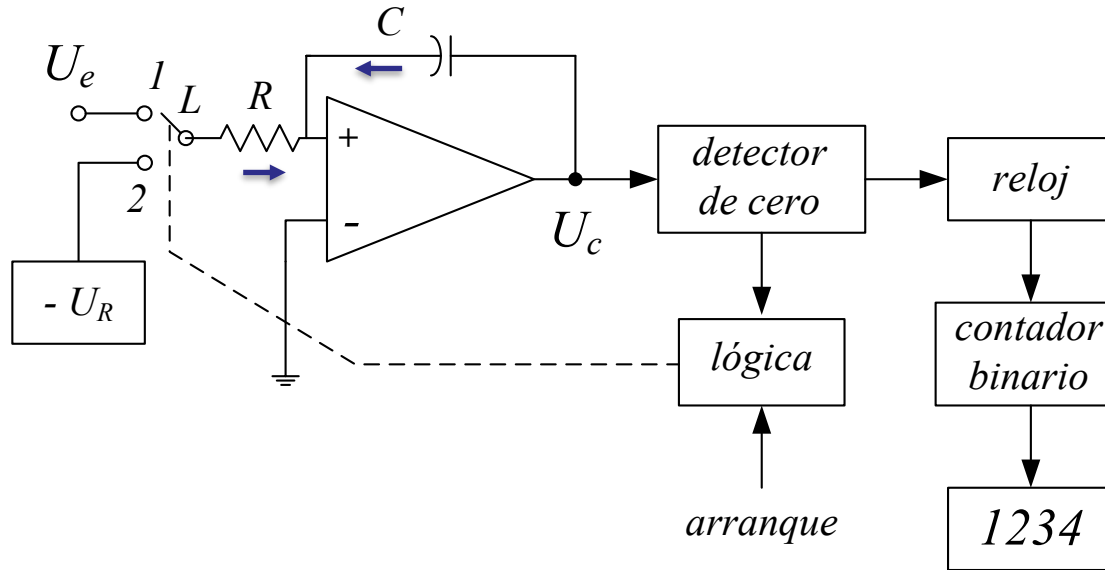 C
U_e
1
L
R
+
-
2
U_c
- U_R
detector
de cero
reloj
lógica
contador
binario
arranque
1234